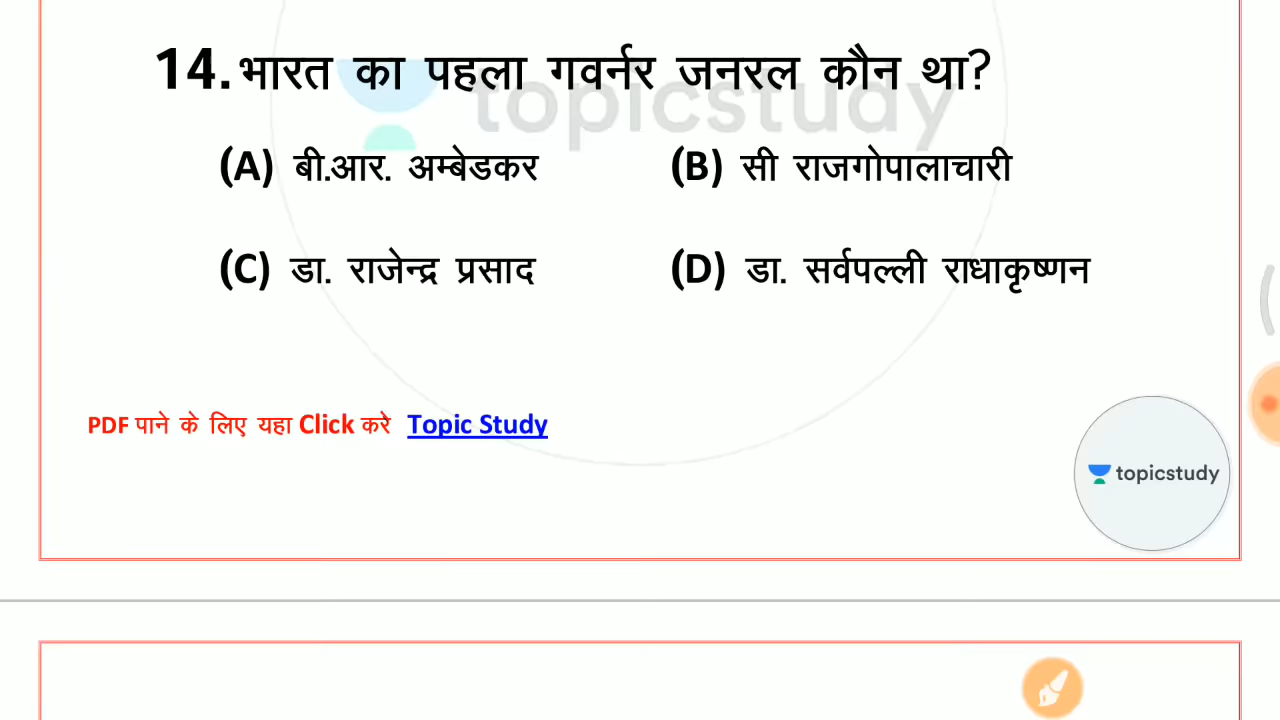 14. भारत का पहला गवर्नर जनरल कौन था?
topicstudy
(A) बी.आर. अम्बेडकर (B) सी राजगोपालाचारी
(C) डा. राजेन्द्र प्रसाद (D) डा. सर्वपल्ली राधाकृष्णन
PDF पाने के लिए यहा Click करे Topic Study
topicstudy